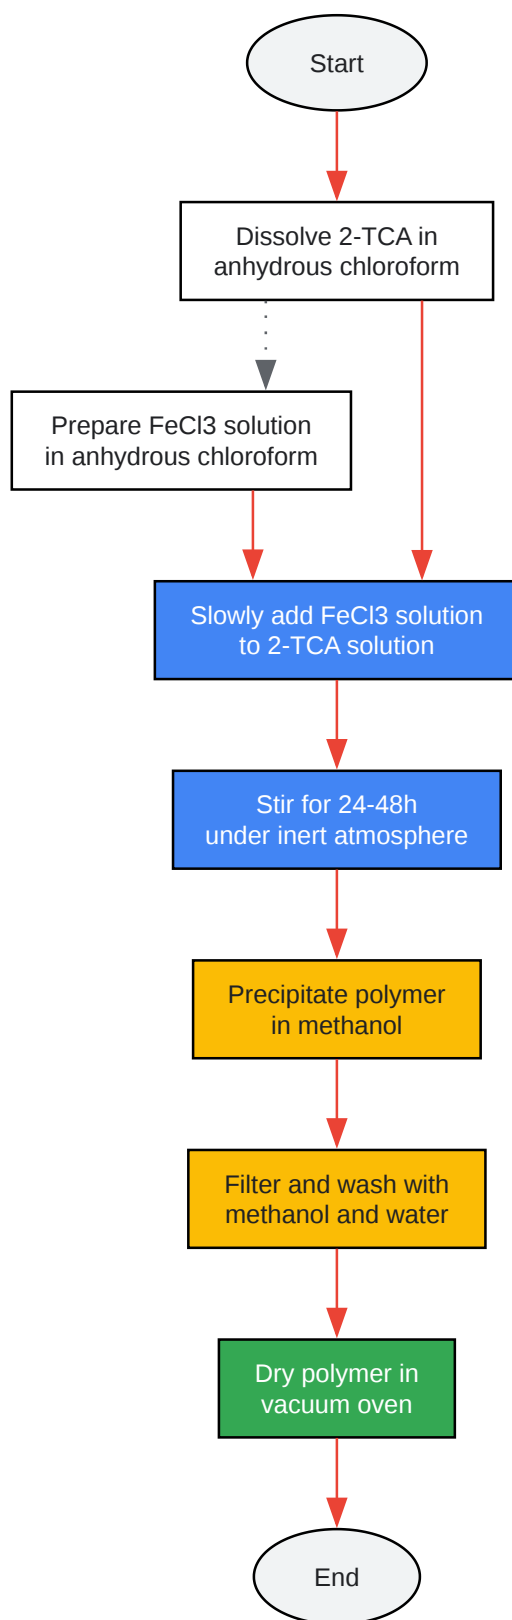 Start
Dissolve 2-TCA in
anhydrous chloroform
Prepare FeCl3 solution
in anhydrous chloroform
Slowly add FeCl3 solution
to 2-TCA solution
Stir for 24-48h
under inert atmosphere
Precipitate polymer
in methanol
Filter and wash with
methanol and water
Dry polymer in
vacuum oven
End